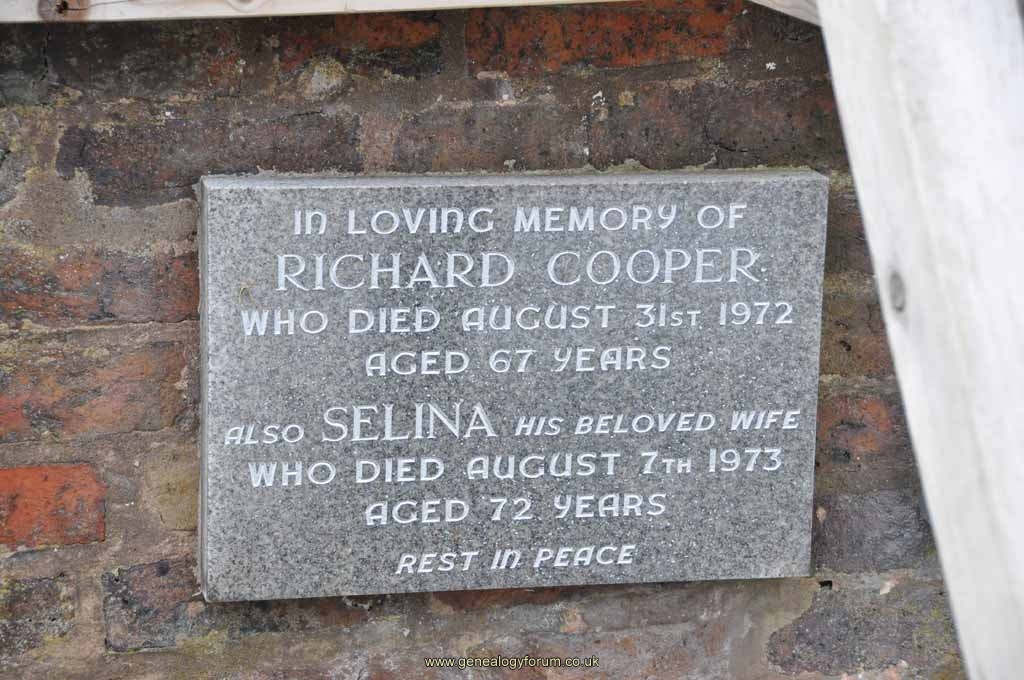 IN LOVING MEMORY OF
RICHARD COOPER
WHO DIED AUGUST 31ST 1972
AGED 67 YEARS
ALSO SELINA HIS BELOVED WIFE
WHO DIED AUGUST 7TH 1973
AGED 72 YEARS
REST IN PEACE
www.genealogyforum.co.uk